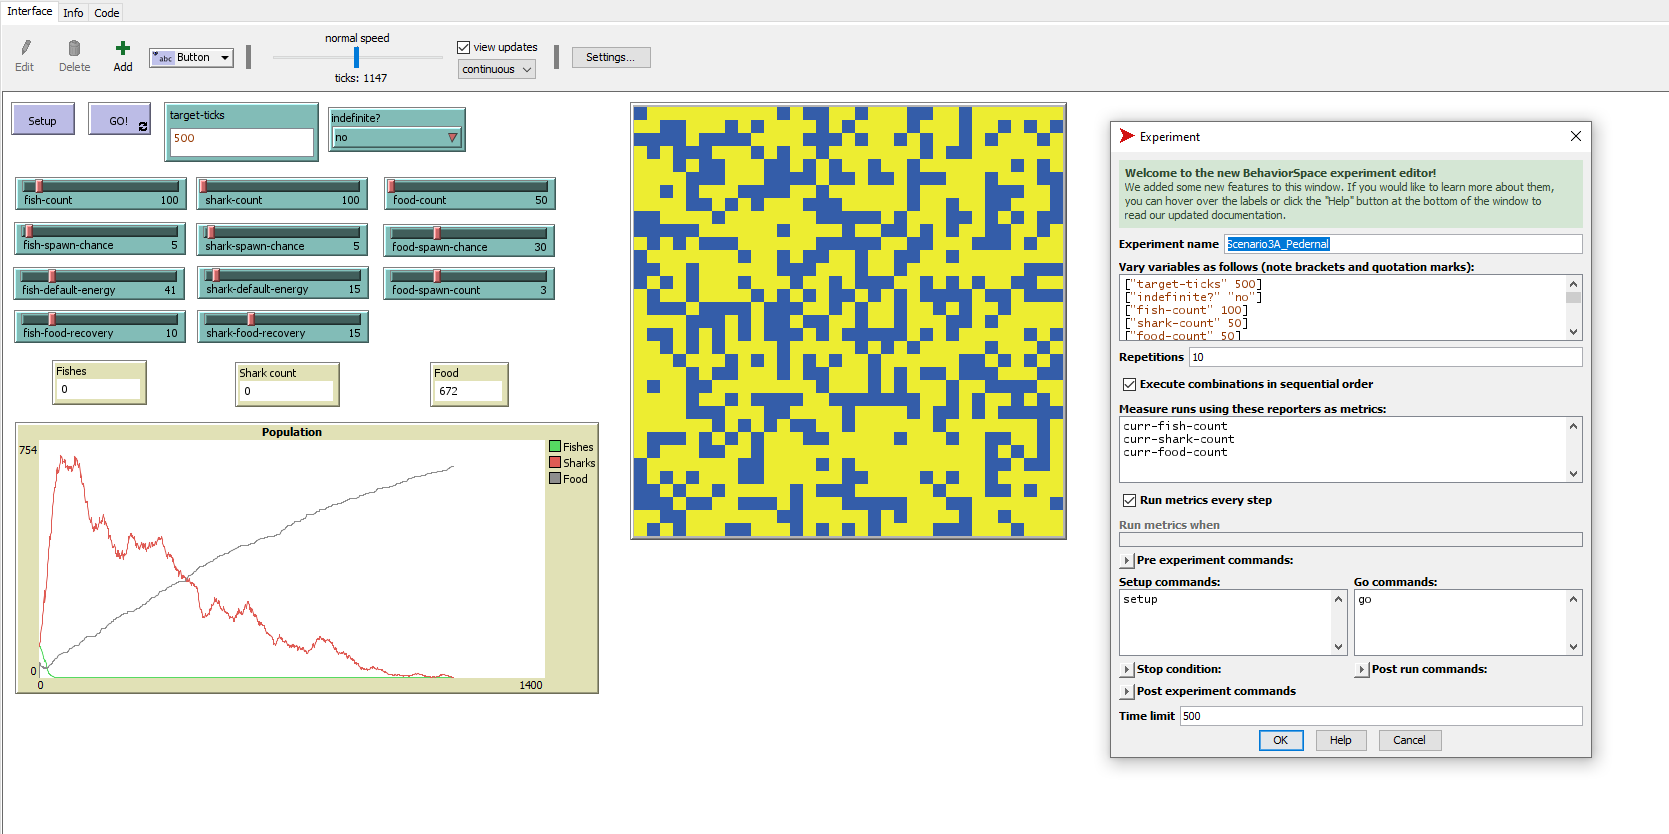 Interface Info Code
Edit Delete Add abc Button normal speed ticks: 1147 view updates continuous Settings...
Setup GO! target-ticks 500 indefinite? no
fish-count 100 shark-count 100 food-count 50
fish-spawn-chance 5 shark-spawn-chance 5 food-spawn-chance 30
fish-default-energy 41 shark-default-energy 15 food-spawn-count 3
fish-food-recovery 10 shark-food-recovery 15
Fishes 0 Shark count 0 Food 672
Population
754
0
0 1400
Fishes
Sharks
Food
Experiment
Welcome to the new BehaviorSpace experiment editor!
We added some new features to this window. If you would like to learn more about them,
you can hover over the labels or click the "Help" button at the bottom of the window to
read our updated documentation.
Experiment name Scenario3A_Pedernal
Vary variables as follows (note brackets and quotation marks):
["target-ticks" 500]
["indefinite?" "no"]
["fish-count" 100]
["shark-count" 50]
["food-count" 50]
Repetitions 10
Execute combinations in sequential order
Measure runs using these reporters as metrics:
curr-fish-count
curr-shark-count
curr-food-count
Run metrics every step
Run metrics when
Pre experiment commands:
Setup commands: Go commands:
setup go
Stop condition: Post run commands:
Post experiment commands
Time limit 500
OK Help Cancel